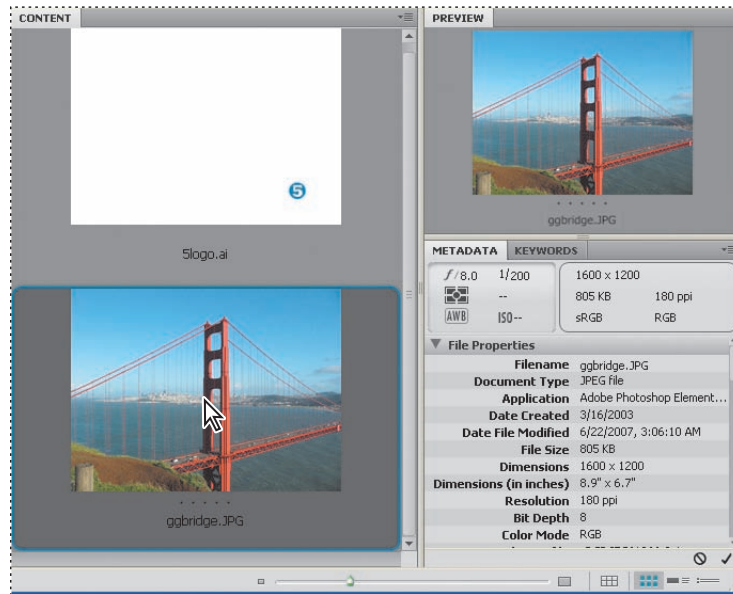 CONTENT
5
5logo.ai
ggbridge.JPG
PREVIEW
ggbridge.JPG
METADATA KEYWORDS
f/8.0 1/200
--
AWB ISO--
1600 x 1200
805 KB 180 ppi
sRGB RGB
File Properties
Filename ggbridge.JPG
Document Type JPEG file
Application Adobe Photoshop Element...
Date Created 3/16/2003
Date File Modified 6/22/2007, 3:06:10 AM
File Size 805 KB
Dimensions 1600 x 1200
Dimensions (in inches) 8.9" x 6.7"
Resolution 180 ppi
Bit Depth 8
Color Mode RGB